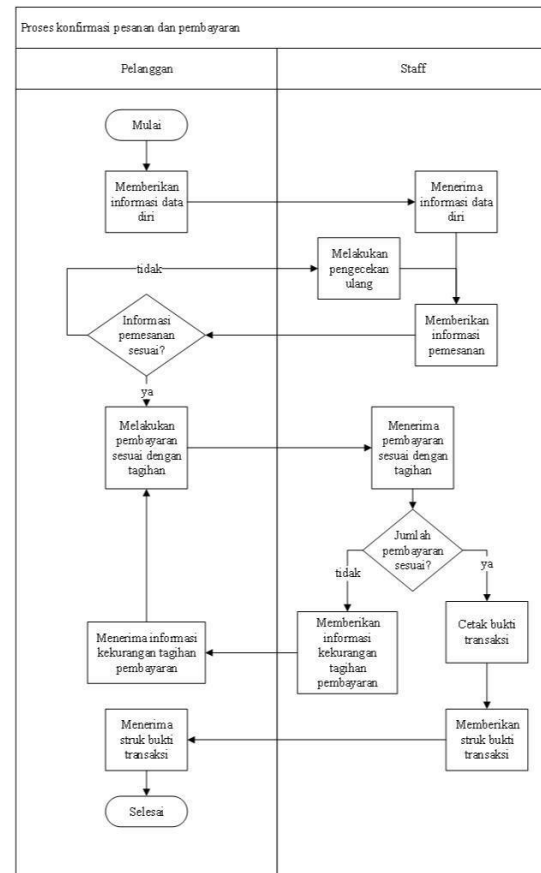 Proses konfirmasi pesanan dan pembayaran
Pelanggan
Staff
Mulai
Memberikan
informasi data
diri
Menerima
informasi data
diri
tidak
Melakukan
pengecekan
ulang
Informasi
pemesanan
sesuai?
Memberikan
informasi
pemesanan
ya
Melakukan
pembayaran
sesuai dengan
tagihan
Menerima
pembayaran
sesuai dengan
tagihan
Jumlah
pembayaran
sesuai?
tidak
ya
Menerima informasi
kekurangan tagihan
pembayaran
Memberikan
informasi
kekurangan
tagihan
pembayaran
Cetak bukti
transaksi
Menerima
struk bukti
transaksi
Memberikan
struk bukti
transaksi
Selesai